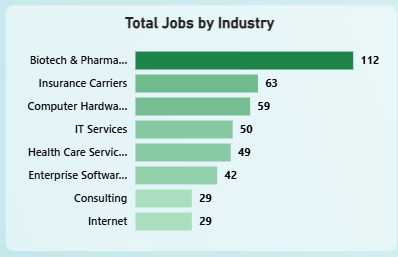 Total Jobs by Industry
Biotech & Pharma... 112
Insurance Carriers 63
Computer Hardwa... 59
IT Services 50
Health Care Servic... 49
Enterprise Softwar... 42
Consulting 29
Internet 29